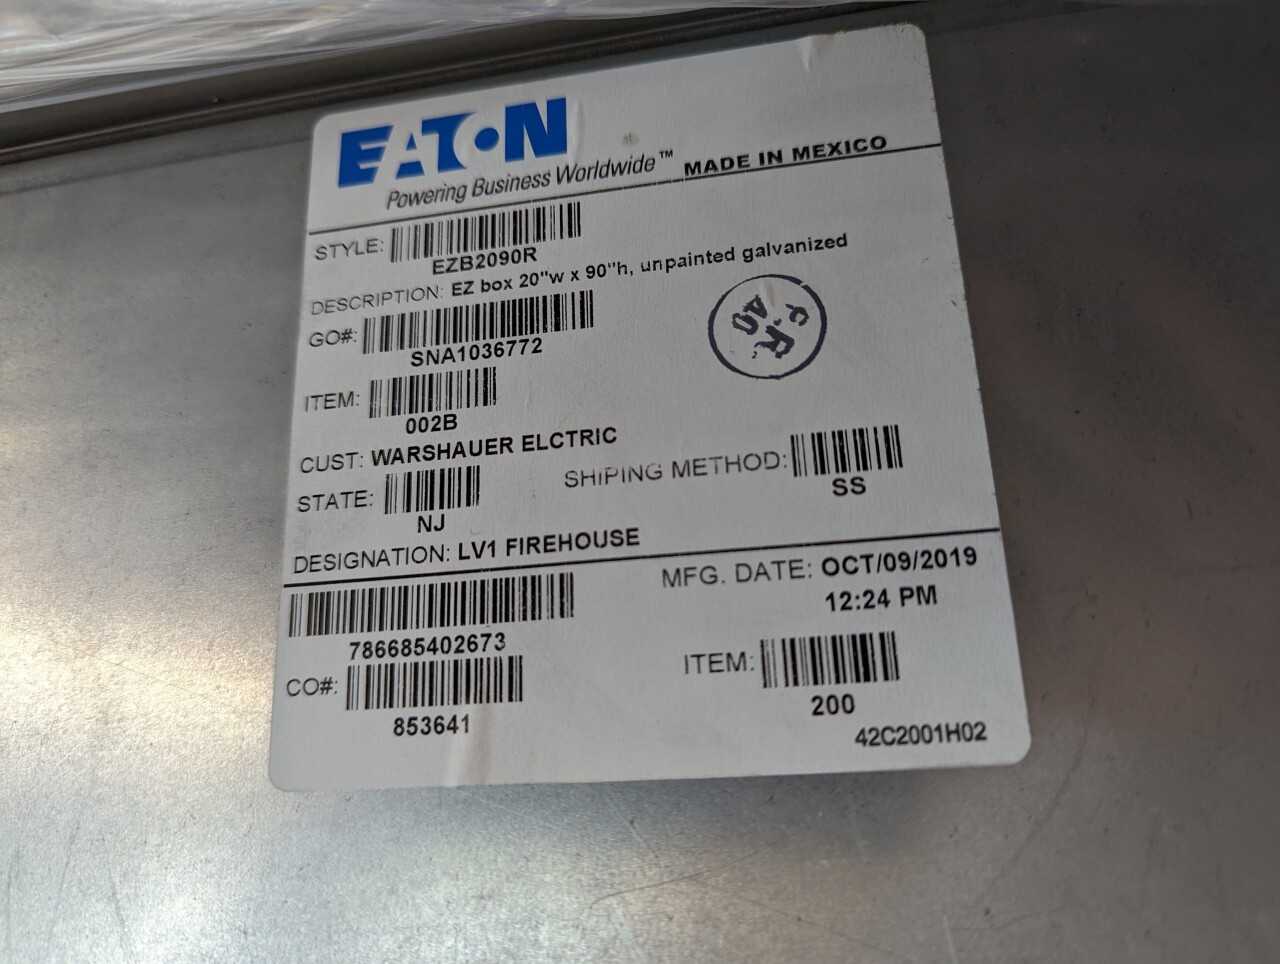 EATON
Powering Business Worldwide™ MADE IN MEXICO
STYLE:
EZB2090R
DESCRIPTION: EZ box 20"w x 90"h, unpainted galvanized
GO#:
SNA1036772
ITEM:
002B
CUST: WARSHAUER ELCTRIC
STATE:
NJ
SHIPING METHOD:
SS
DESIGNATION: LV1 FIREHOUSE
786685402673
MFG. DATE: OCT/09/2019
12:24 PM
CO#:
853641
ITEM:
200
42C2001H02